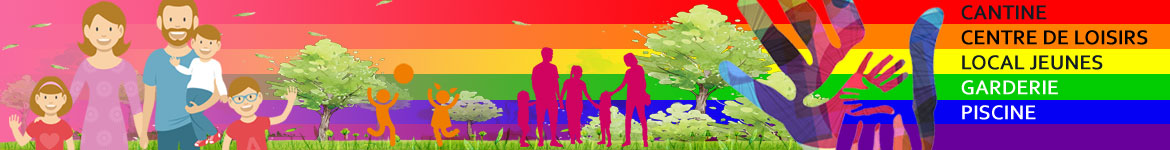 CANTINE
CENTRE DE LOISIRS
LOCAL JEUNES
GARDERIE
PISCINE